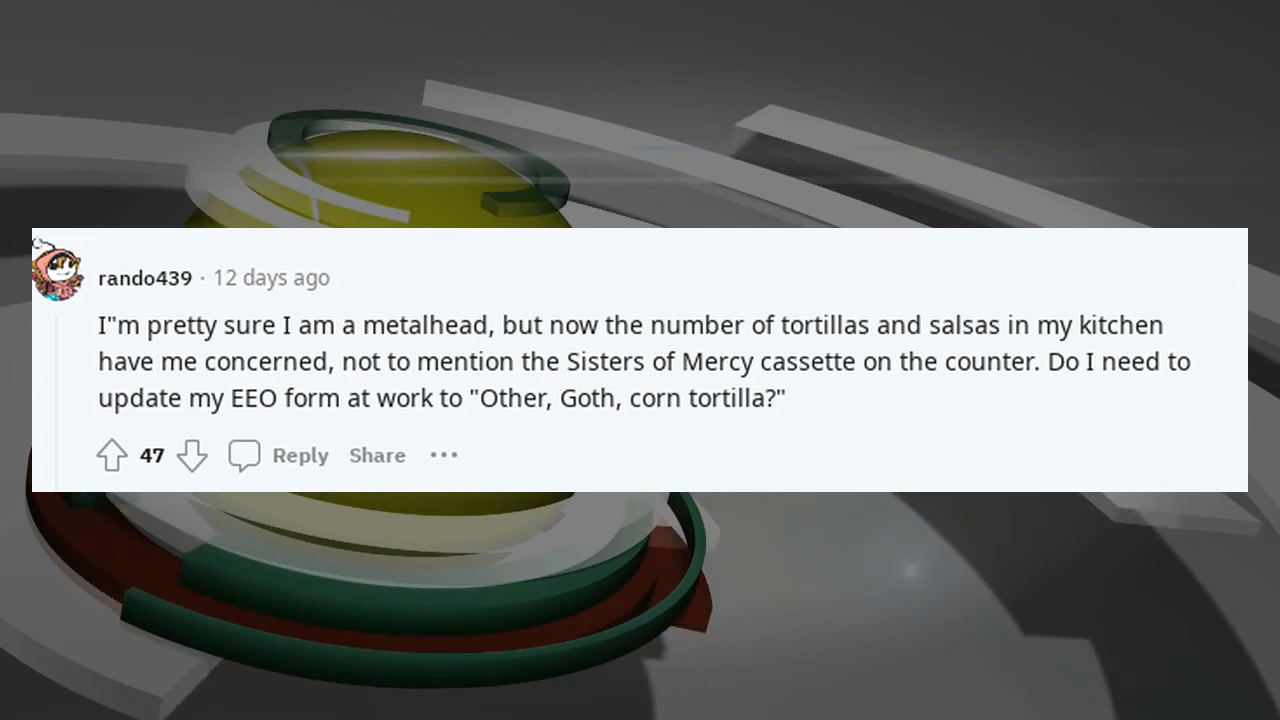 rando439 · 12 days ago
I"m pretty sure I am a metalhead, but now the number of tortillas and salsas in my kitchen
have me concerned, not to mention the Sisters of Mercy cassette on the counter. Do I need to
update my EEO form at work to "Other, Goth, corn tortilla?"
47 Reply Share •••